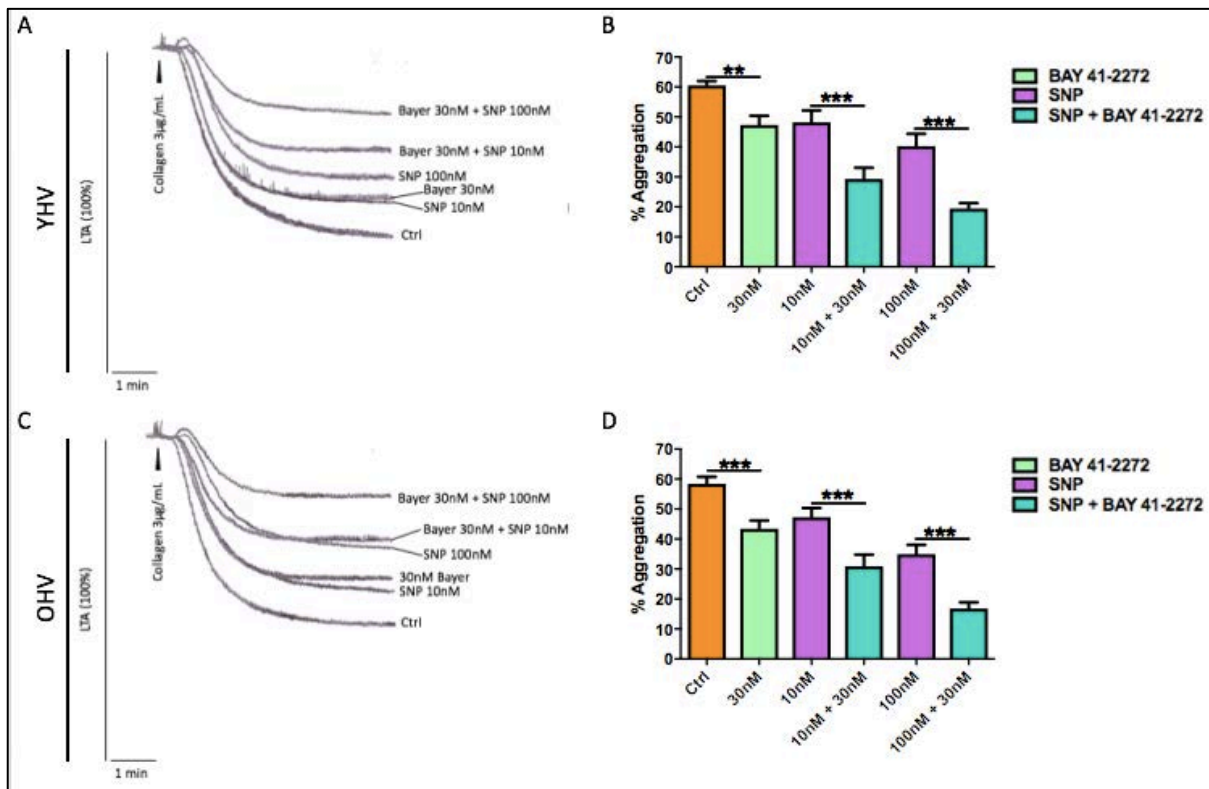 A
YHV
LTA (100%)
Collagen 3µg/mL
Bayer 30nM + SNP 100nM
Bayer 30nM + SNP 10nM
SNP 100nM
Bayer 30nM
SNP 10nM
Ctrl
1 min
B
% Aggregation
70
60
50
40
30
20
10
0
**
***
***
Ctrl
30nM
10nM
10nM + 30nM
100nM
100nM + 30nM
BAY 41-2272
SNP
SNP + BAY 41-2272
C
OHV
LTA (100%)
Collagen 3µg/mL
Bayer 30nM + SNP 100nM
Bayer 30nM + SNP 10nM
SNP 100nM
30nM Bayer
SNP 10nM
Ctrl
1 min
D
% Aggregation
70
60
50
40
30
20
10
0
***
***
***
Ctrl
30nM
10nM
10nM + 30nM
100nM
100nM + 30nM
BAY 41-2272
SNP
SNP + BAY 41-2272